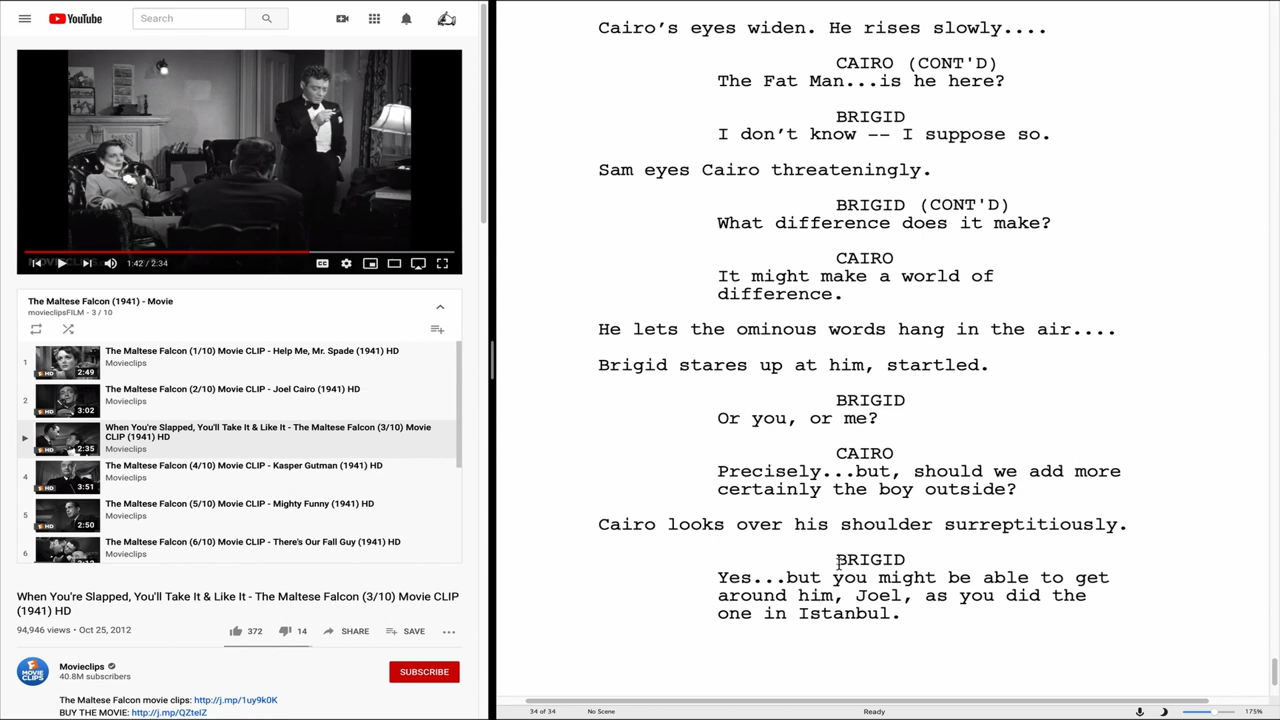 YouTube
Search
1:42 / 2:34
The Maltese Falcon (1941) - Movie
movieclipsFILM - 3 / 10
1
2:49
The Maltese Falcon (1/10) Movie CLIP - Help Me, Mr. Spade (1941) HD
Movieclips
2
3:02
The Maltese Falcon (2/10) Movie CLIP - Joel Cairo (1941) HD
Movieclips
2:35
When You're Slapped, You'll Take It & Like It - The Maltese Falcon (3/10) Movie
CLIP (1941) HD
Movieclips
4
3:51
The Maltese Falcon (4/10) Movie CLIP - Kasper Gutman (1941) HD
Movieclips
5
2:50
The Maltese Falcon (5/10) Movie CLIP - Mighty Funny (1941) HD
Movieclips
6
The Maltese Falcon (6/10) Movie CLIP - There's Our Fall Guy (1941) HD
When You're Slapped, You'll Take It & Like It - The Maltese Falcon (3/10) Movie CLIP
(1941) HD
94,946 views • Oct 25, 2012
372
14
SHARE
SAVE
MOVIE CLIPS
Movieclips
40.8M subscribers
SUBSCRIBE
The Maltese Falcon movie clips: http://j.mp/1uy9k0K
BUY THE MOVIE: http://j.mp/QZteIZ
Cairo's eyes widen. He rises slowly....
CAIRO (CONT'D)
The Fat Man...is he here?
BRIGID
I don't know -- I suppose so.
Sam eyes Cairo threateningly.
BRIGID (CONT'D)
What difference does it make?
CAIRO
It might make a world of
difference.
He lets the ominous words hang in the air....
Brigid stares up at him, startled.
BRIGID
Or you, or me?
CAIRO
Precisely...but, should we add more
certainly the boy outside?
Cairo looks over his shoulder surreptitiously.
BRIGID
Yes...but you might be able to get
around him, Joel, as you did the
one in Istanbul.
34 of 34
No Scene
Ready
175%